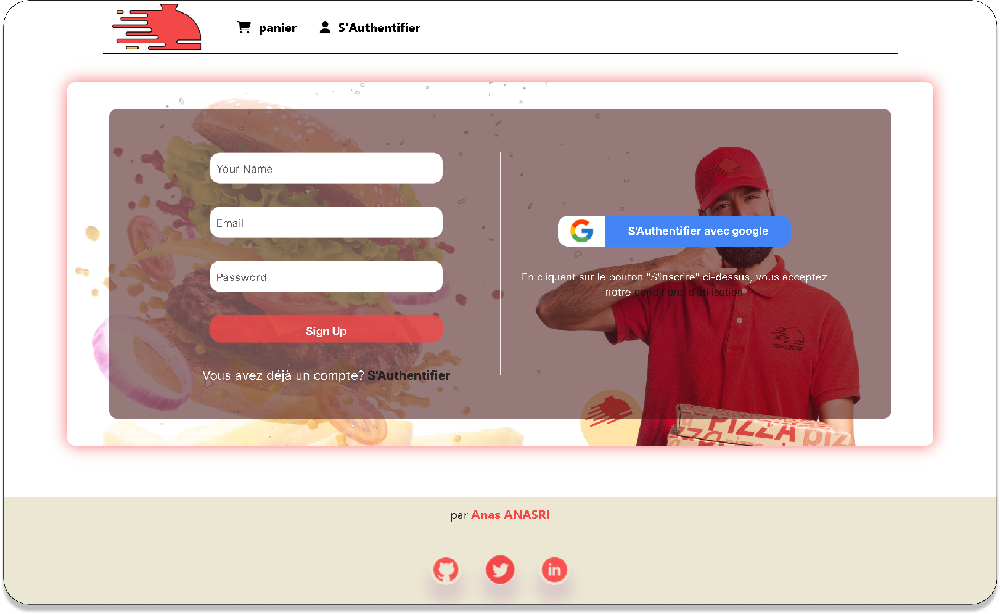 panier
S'Authentifier
Your Name
Email
Password
Sign Up
Vous avez déjà un compte? S'Authentifier
S'Authentifier avec google
En cliquant sur le bouton "S'inscrire" ci-dessus, vous acceptez
notre conditions d'utilisation
PIZZA
par Anas ANASRI
in